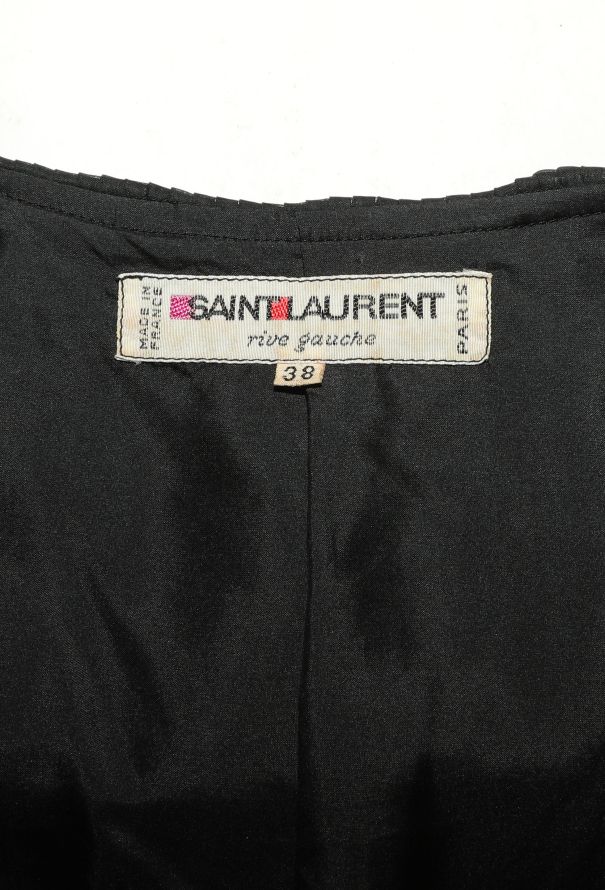 MADE IN
FRANCE
SAINT LAURENT
rive gauche
PARIS
38